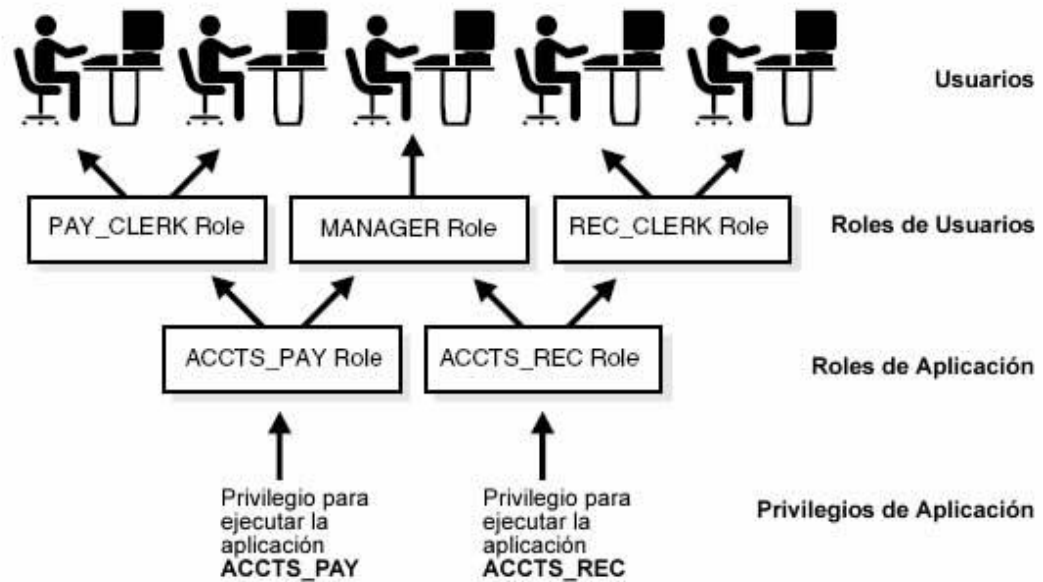 Usuarios
PAY_CLERK Role
MANAGER Role
REC_CLERK Role
Roles de Usuarios
ACCTS_PAY Role
ACCTS_REC Role
Roles de Aplicación
Privilegio para
ejecutar la
aplicación
ACCTS_PAY
Privilegio para
ejecutar la
aplicación
ACCTS_REC
Privilegios de Aplicación